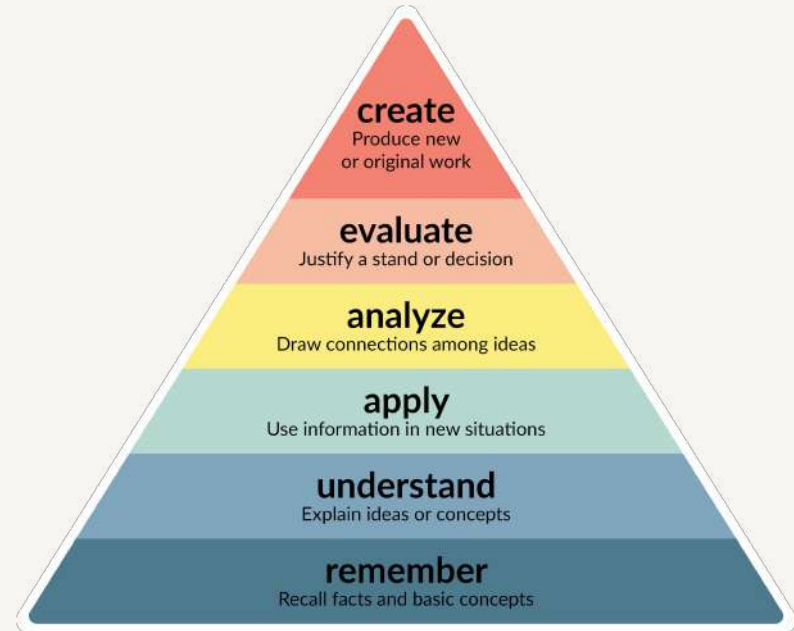 create
Produce new
or original work
evaluate
Justify a stand or decision
analyze
Draw connections among ideas
apply
Use information in new situations
understand
Explain ideas or concepts
remember
Recall facts and basic concepts